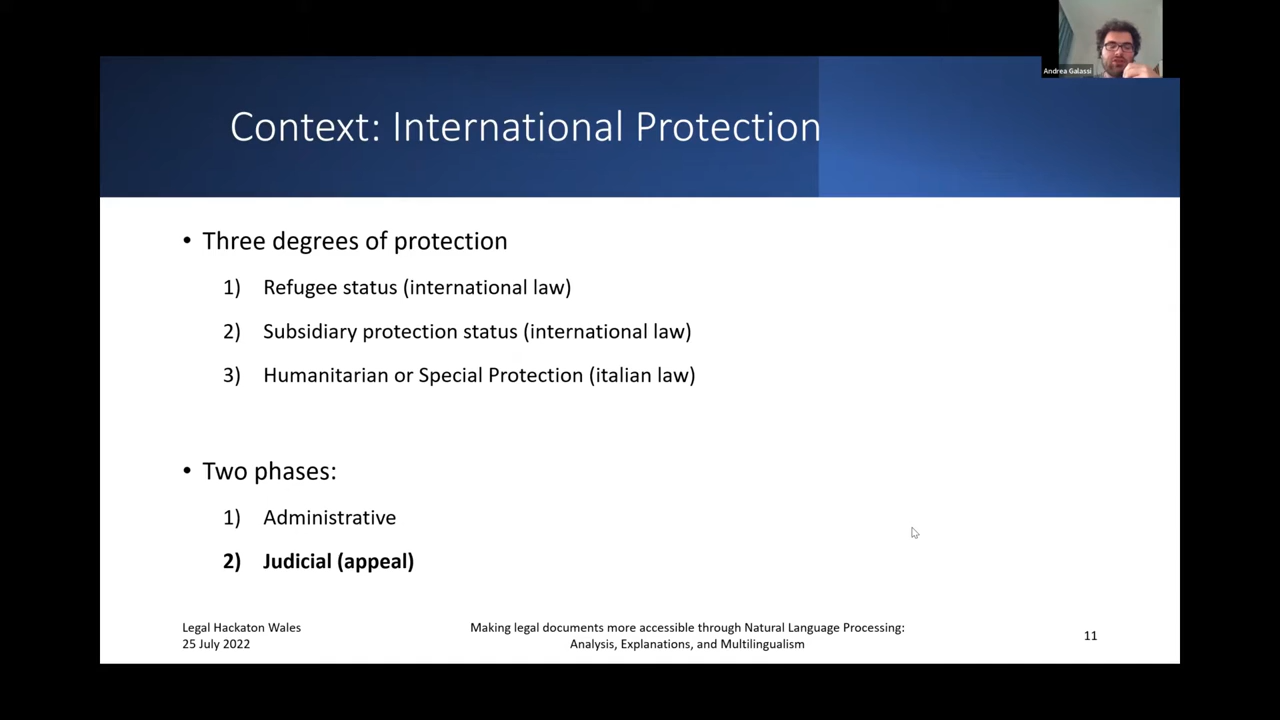 Andrea Galassi
Context: International Protection
• Three degrees of protection
1) Refugee status (international law)
2) Subsidiary protection status (international law)
3) Humanitarian or Special Protection (italian law)
• Two phases:
1) Administrative
2) Judicial (appeal)
Legal Hackaton Wales
25 July 2022
Making legal documents more accessible through Natural Language Processing:
Analysis, Explanations, and Multilingualism
11